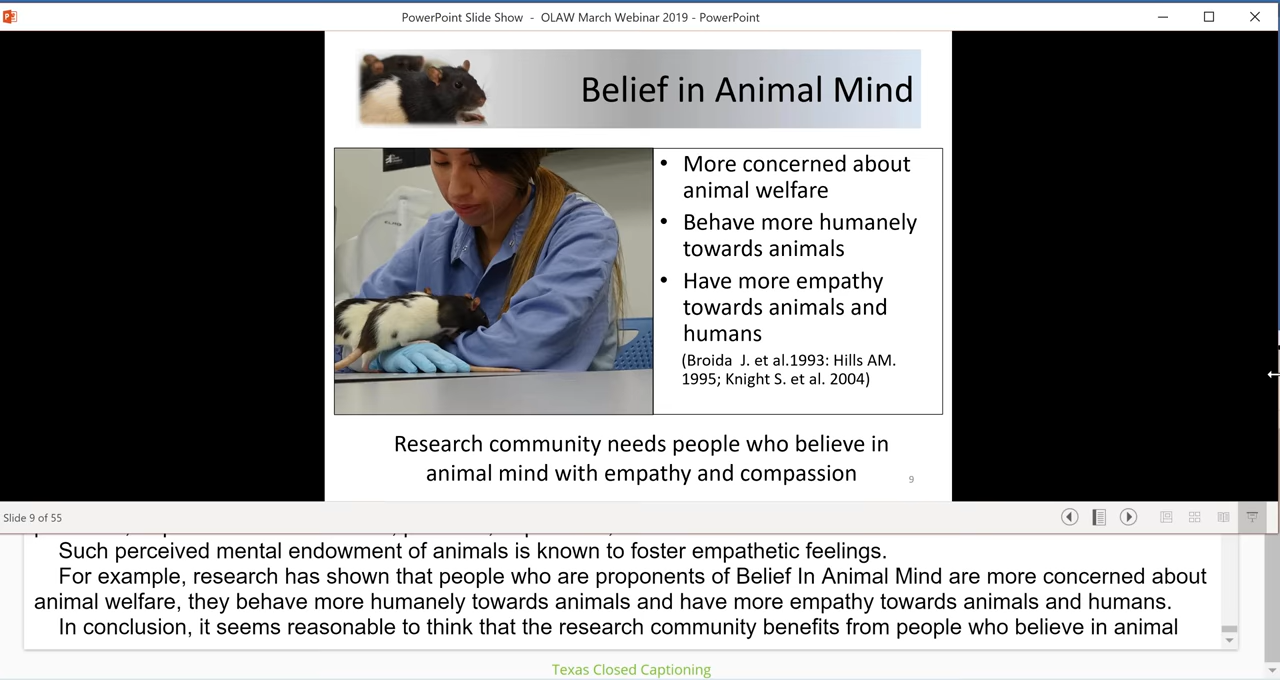 PowerPoint Slide Show - OLAW March Webinar 2019 - PowerPoint
Belief in Animal Mind
• More concerned about
animal welfare
• Behave more humanely
towards animals
• Have more empathy
towards animals and
humans
(Broida J. et al.1993: Hills AM.
1995; Knight S. et al. 2004)
Research community needs people who believe in
animal mind with empathy and compassion
9
Slide 9 of 55
Such perceived mental endowment of animals is known to foster empathetic feelings.
For example, research has shown that people who are proponents of Belief In Animal Mind are more concerned about
animal welfare, they behave more humanely towards animals and have more empathy towards animals and humans.
In conclusion, it seems reasonable to think that the research community benefits from people who believe in animal
Texas Closed Captioning